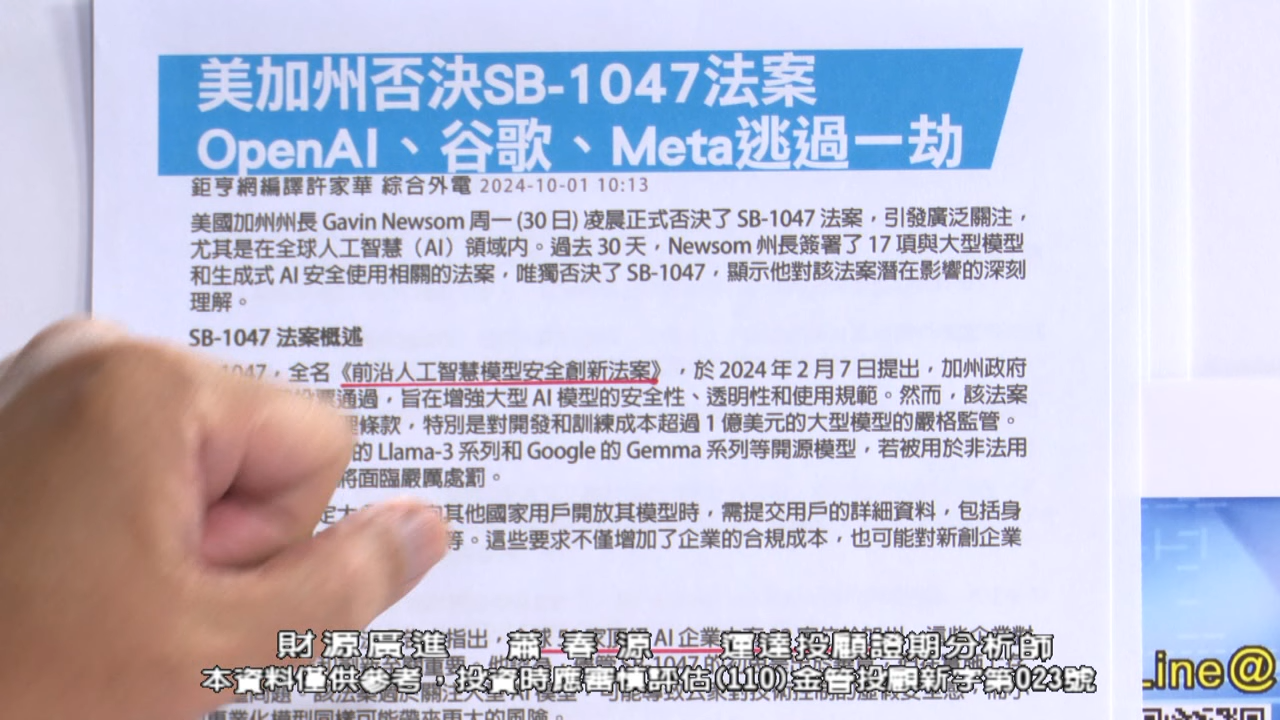 美加州否決SB-1047法案
OpenAI、谷歌、Meta逃過一劫
鉅亨網編譯許家華 綜合外電 2024-10-01 10:13
美國加州州長 Gavin Newsom 周一 (30 日) 凌晨正式否決了 SB-1047 法案，引發廣泛關注，
尤其是在全球人工智慧（AI）領域內。過去 30 天，Newsom 州長簽署了 17 項與大型模型
和生成式 AI 安全使用相關的法案，唯獨否決了 SB-1047，顯示他對該法案潛在影響的深刻
理解。
SB-1047 法案概述
1047，全名《前沿人工智慧模型安全創新法案》，於 2024 年 2 月 7 日提出，加州政府
通過，旨在增強大型 AI 模型的安全性、透明性和使用規範。然而，該法案
條款，特別是對開發和訓練成本超過 1 億美元的大型模型的嚴格監管。
的 Llama-3 系列和 Google 的 Gemma 系列等開源模型，若被用於非法用
將面臨嚴厲處罰。
其他國家用戶開放其模型時，需提交用戶的詳細資料，包括身
等。這些要求不僅增加了企業的合規成本，也可能對新創企業
指出，全球
AI 企業
財源廣進 蕭春源 運達投顧證期分析師
本資料僅供參考，投資時應審慎評估(110)金管投顧新字第023號
Line@